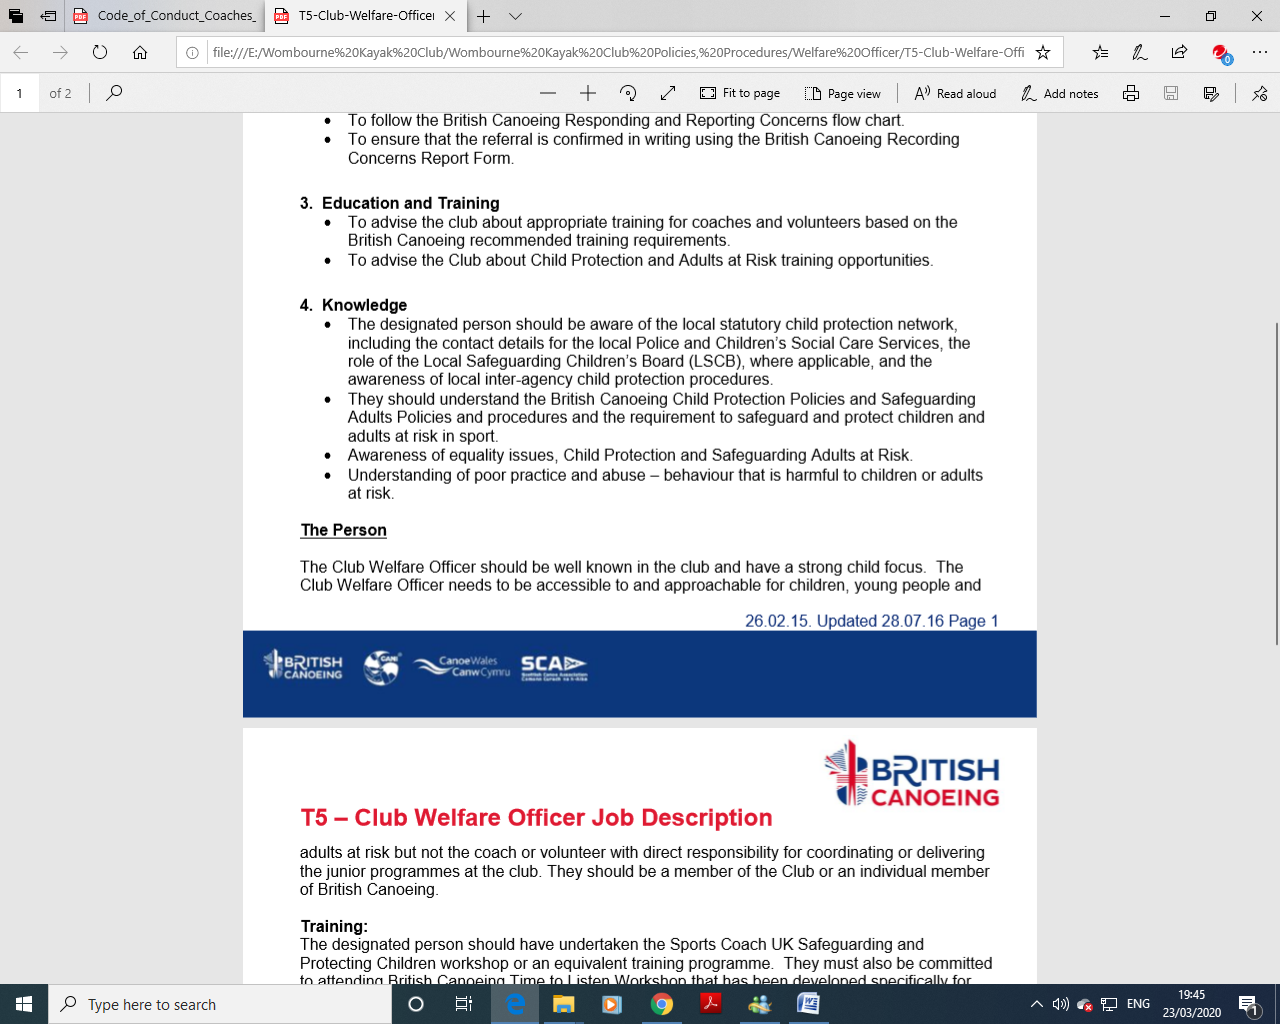 Code_of_Conduct_Coaches_
T5-Club-Welfare-Officer
file:///E:/Wombourne%20Kayak%20Club/Wombourne%20Kayak%20Club%20Policies,%20Procedures/Welfare%20Officer/T5-Club-Welfare-Offi
0
1 of 2
Fit to page
Page view
Read aloud
Add notes
• To follow the British Canoeing Responding and Reporting Concerns flow chart.
• To ensure that the referral is confirmed in writing using the British Canoeing Recording
Concerns Report Form.
3. Education and Training
• To advise the club about appropriate training for coaches and volunteers based on the
British Canoeing recommended training requirements.
• To advise the Club about Child Protection and Adults at Risk training opportunities.
4. Knowledge
• The designated person should be aware of the local statutory child protection network,
including the contact details for the local Police and Children's Social Care Services, the
role of the Local Safeguarding Children's Board (LSCB), where applicable, and the
awareness of local inter-agency child protection procedures.
• They should understand the British Canoeing Child Protection Policies and Safeguarding
Adults Policies and procedures and the requirement to safeguard and protect children and
adults at risk in sport.
• Awareness of equality issues, Child Protection and Safeguarding Adults at Risk.
• Understanding of poor practice and abuse – behaviour that is harmful to children or adults
at risk.
The Person
The Club Welfare Officer should be well known in the club and have a strong child focus. The
Club Welfare Officer needs to be accessible to and approachable for children, young people and
26.02.15. Updated 28.07.16 Page 1
BRITISH
CANOEING
CANI
CanoeWales
CanwCymru
SCA
BRITISH
CANOEING
T5 – Club Welfare Officer Job Description
adults at risk but not the coach or volunteer with direct responsibility for coordinating or delivering
the junior programmes at the club. They should be a member of the Club or an individual member
of British Canoeing.
Training:
The designated person should have undertaken the Sports Coach UK Safeguarding and
Protecting Children workshop or an equivalent training programme. They must also be committed
to attending British Canoeing Time to Listen Workshop that has been developed specifically for
Type here to search
ENG
19:45
23/03/2020
1